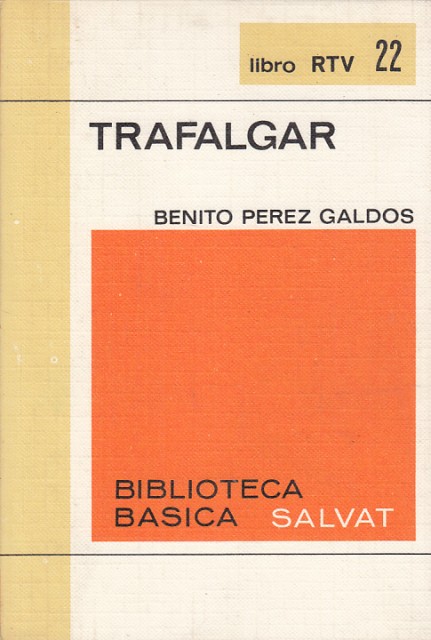 libro RTV 22
TRAFALGAR
BENITO PEREZ GALDOS
BIBLIOTECA
BASICA SALVAT